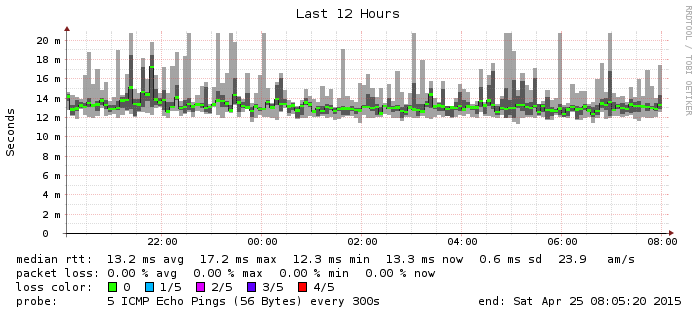 Last 12 Hours
RRDTOOL / TOBI OETIKER
Seconds
20 m
18 m
16 m
14 m
12 m
10 m
8 m
6 m
4 m
2 m
0
22:00 00:00 02:00 04:00 06:00 08:00
median rtt: 13.2 ms avg 17.2 ms max 12.3 ms min 13.3 ms now 0.6 ms sd 23.9 am/s
packet loss: 0.00 % avg 0.00 % max 0.00 % min 0.00 % now
loss color: 0 1/5 2/5 3/5 4/5
probe: 5 ICMP Echo Pings (56 Bytes) every 300s end: Sat Apr 25 08:05:20 2015